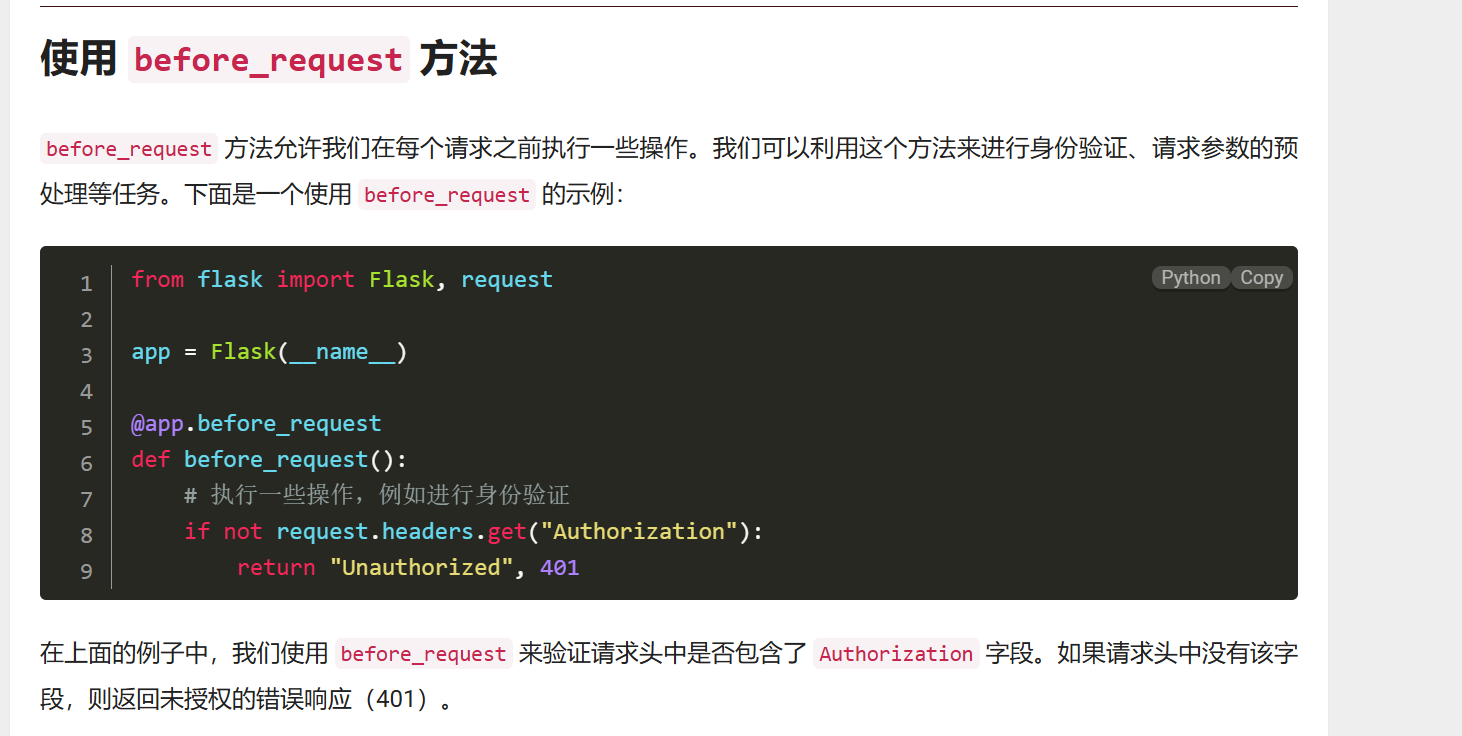 使用 before_request 方法
before_request 方法允许我们在每个请求之前执行一些操作。我们可以利用这个方法来进行身份验证、请求参数的预
处理等任务。下面是一个使用 before_request 的示例：
Python Copy
1 from flask import Flask, request
2
3 app = Flask(__name__)
4
5 @app.before_request
6 def before_request():
7     # 执行一些操作，例如进行身份验证
8     if not request.headers.get("Authorization"):
9         return "Unauthorized", 401
在上面的例子中，我们使用 before_request 来验证请求头中是否包含了 Authorization 字段。如果请求头中没有该字
段，则返回未授权的错误响应（401）。